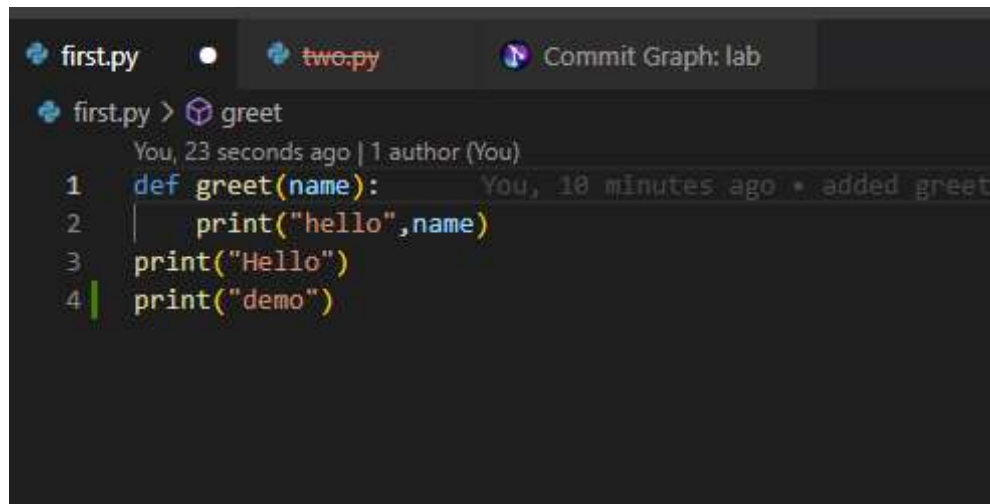 first.py two.py Commit Graph: lab
first.py > greet
You, 23 seconds ago | 1 author (You)
1 def greet(name): You, 10 minutes ago • added greet
2 print("hello",name)
3 print("Hello")
4 print("demo")